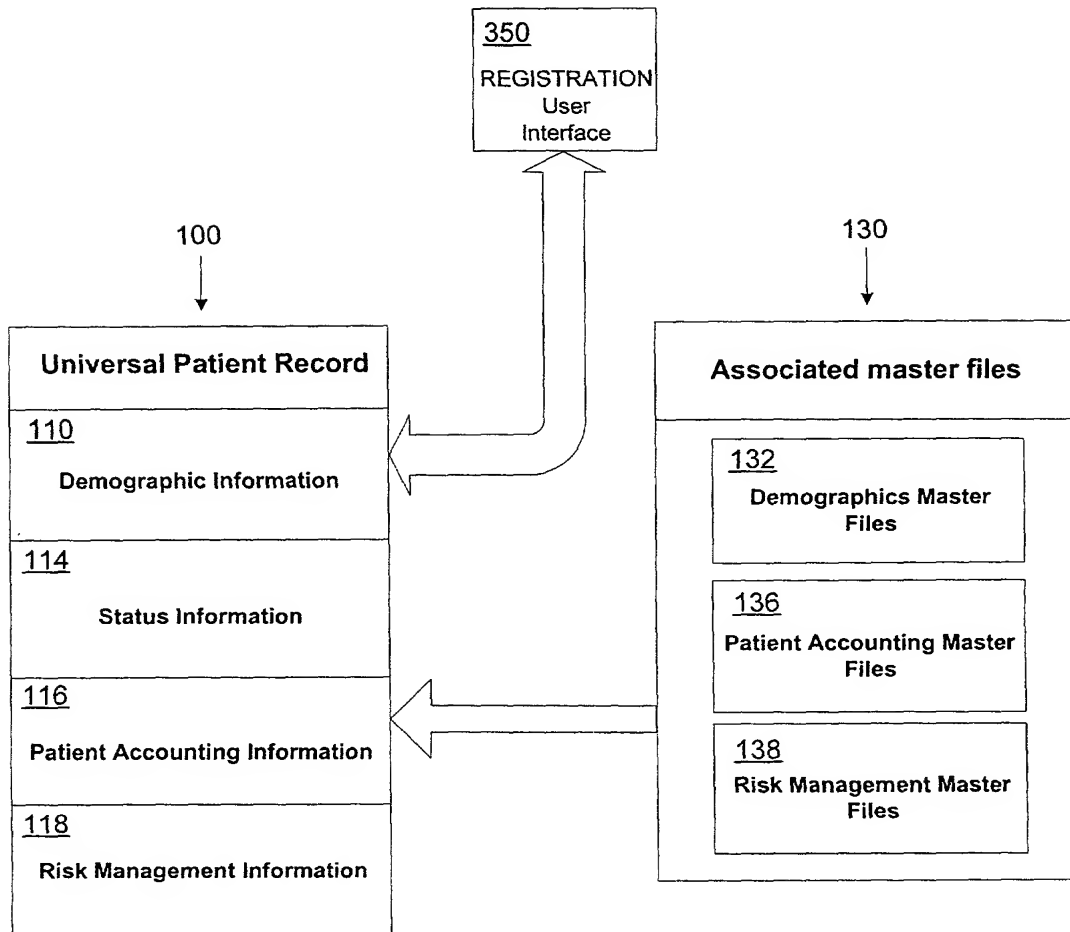 350
REGISTRATION
User
Interface
100
130
Universal Patient Record
110
Demographic Information
114
Status Information
116
Patient Accounting Information
118
Risk Management Information
Associated master files
132
Demographics Master
Files
136
Patient Accounting Master
Files
138
Risk Management Master
Files